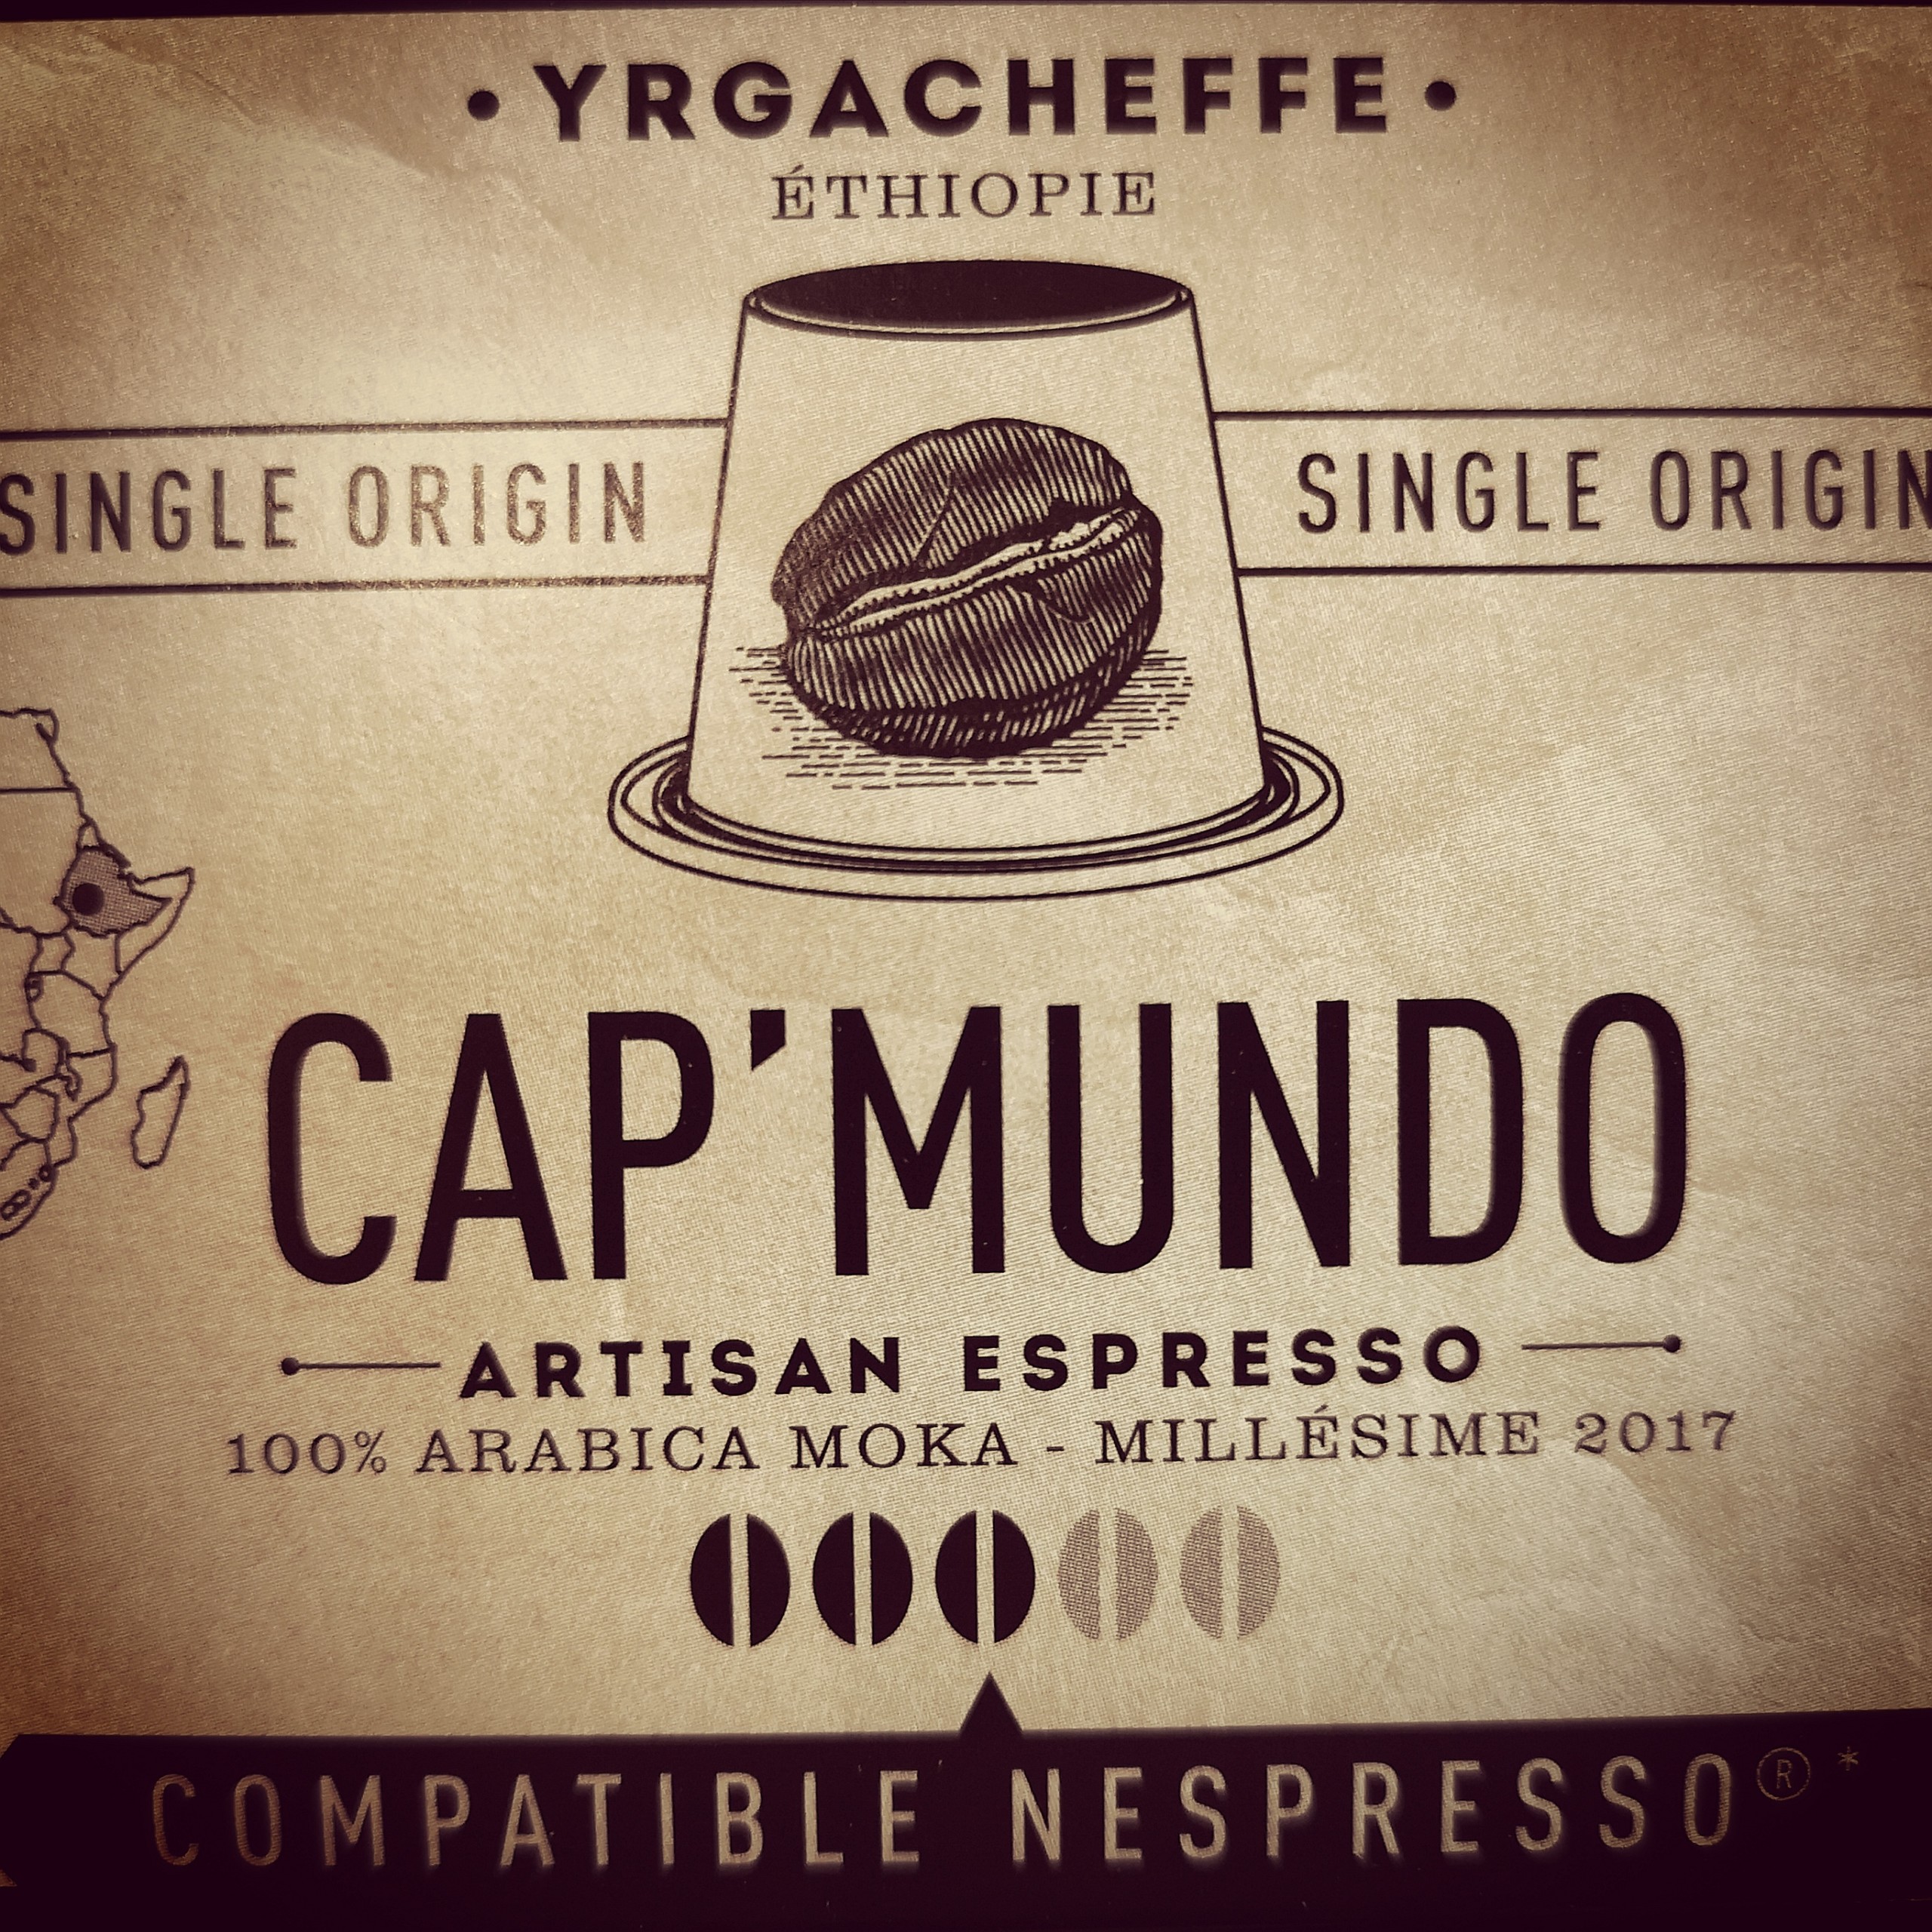 • YRGACHEFFE •
ÉTHIOPIE
SINGLE ORIGIN SINGLE ORIGIN
CAP'MUNDO
ARTISAN ESPRESSO
100% ARABICA MOKA - MILLÉSIME 2017
COMPATIBLE NESPRESSO® *